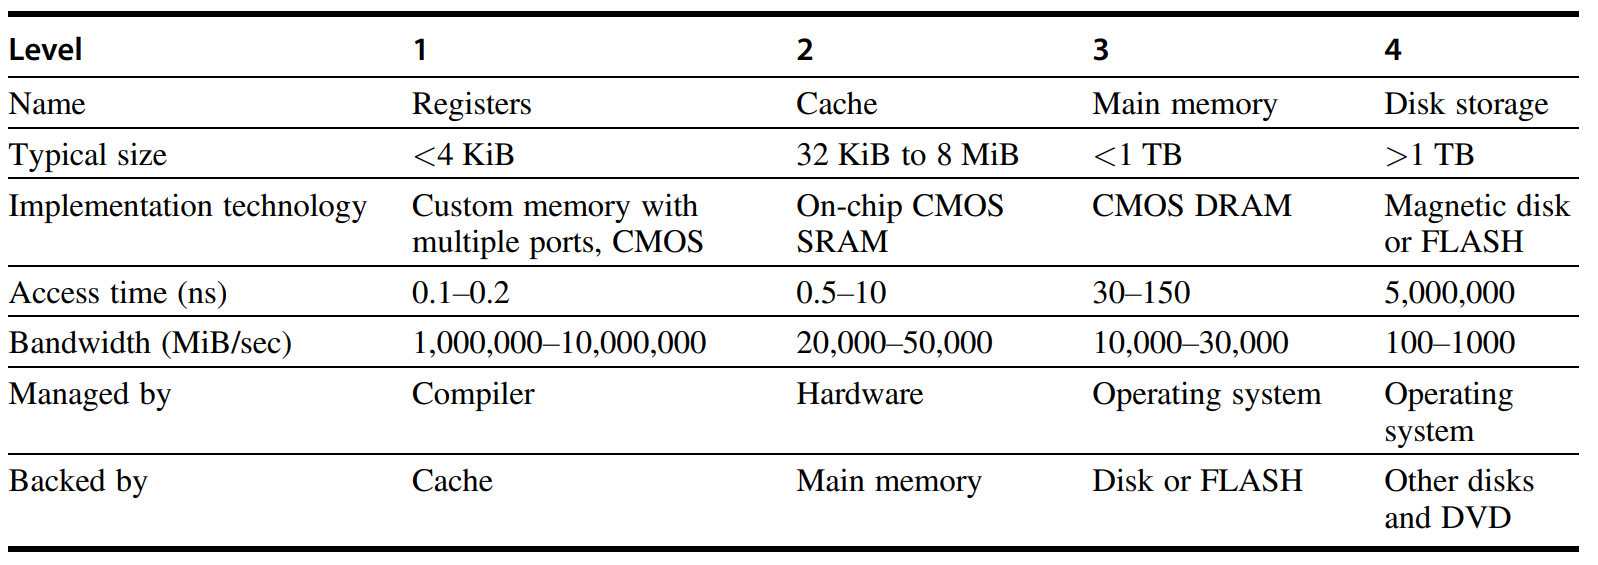 Level 1 2 3 4
Name Registers Cache Main memory Disk storage
Typical size <4 KiB 32 KiB to 8 MiB <1 TB >1 TB
Implementation technology Custom memory with On-chip CMOS CMOS DRAM Magnetic disk
multiple ports, CMOS SRAM or FLASH
Access time (ns) 0.1–0.2 0.5–10 30–150 5,000,000
Bandwidth (MiB/sec) 1,000,000–10,000,000 20,000–50,000 10,000–30,000 100–1000
Managed by Compiler Hardware Operating system Operating
system
Backed by Cache Main memory Disk or FLASH Other disks
and DVD